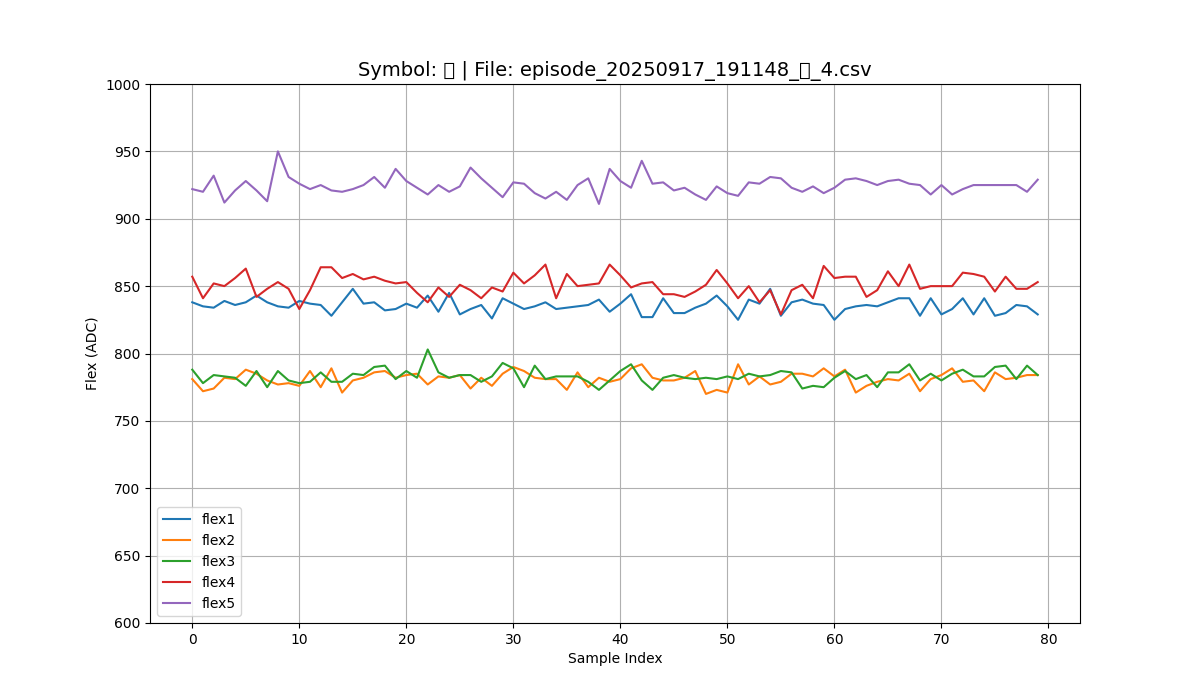 Symbol: | File: episode_20250917_191148_ _4.csv
1000
950
900
850
800
750
700
650
600
Flex (ADC)
flex1
flex2
flex3
flex4
flex5
0 10 20 30 40 50 60 70 80
Sample Index